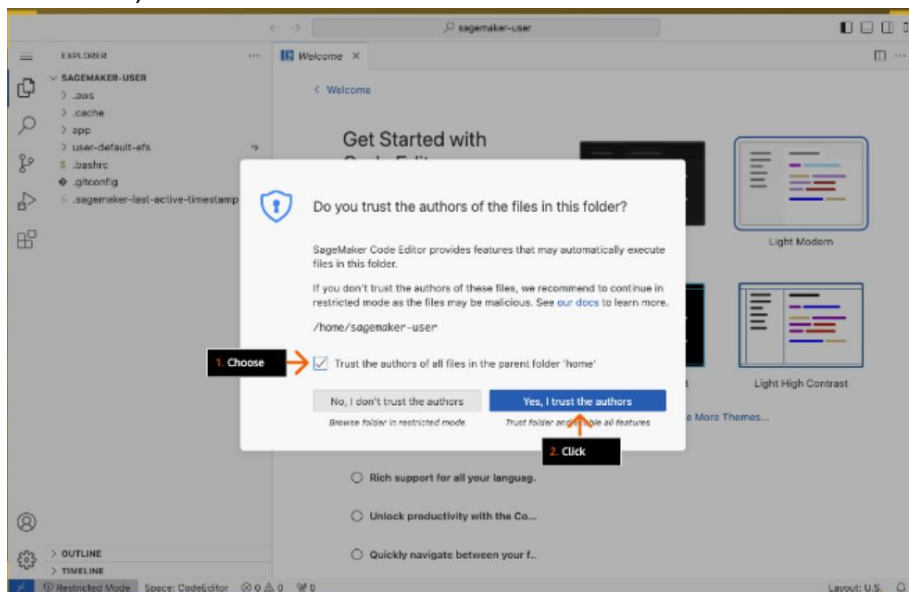 sagemaker-user
EXPLORER
Welcome
SAGEMAKER-USER
.aws
.cache
app
user-default-efs
.bashrc
.gitconfig
.sagemaker-last-active-timestamp
Welcome
Get Started with
Do you trust the authors of the files in this folder?
SageMaker Code Editor provides features that may automatically execute
files in this folder.
If you don't trust the authors of these files, we recommend to continue in
restricted mode as the files may be malicious. See our docs to learn more.
/home/sagemaker-user
1. Choose
Trust the authors of all files in the parent folder 'home'
No, I don't trust the authors
Yes, I trust the authors
Browse folder in restricted mode
Trust folder and enable all features
2. Click
Light Modern
Light High Contrast
More Themes...
Rich support for all your languag.
Unlock productivity with the Co...
Quickly navigate between your f..
OUTLINE
TIMELINE
Restricted Mode
Space: CodeEditor
0
0
0
Layout: U.S.